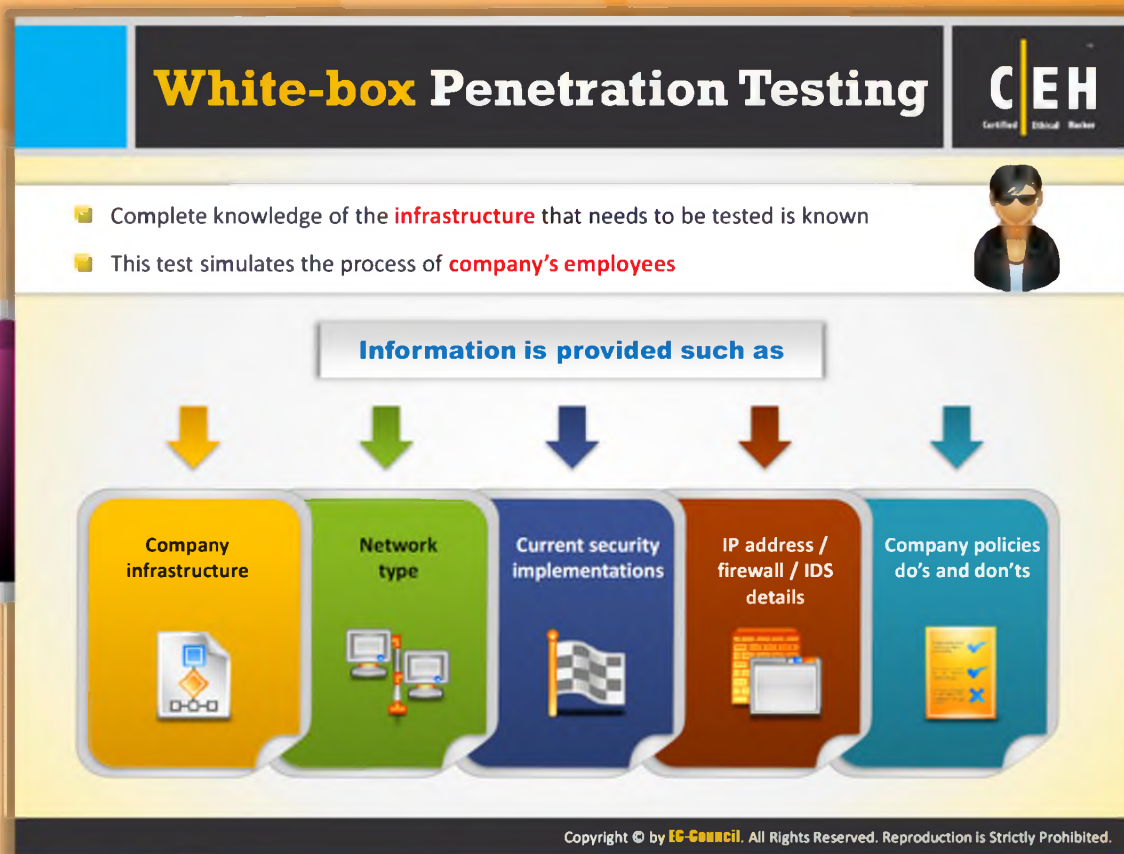 White-box Penetration Testing
C|EH
Certified Ethical Hacker
Complete knowledge of the infrastructure that needs to be tested is known
This test simulates the process of company's employees
Information is provided such as
Company
infrastructure
Network
type
Current security
implementations
IP address /
firewall / IDS
details
Company policies
do's and don'ts
Copyright © by EC-Council. All Rights Reserved. Reproduction is Strictly Prohibited.